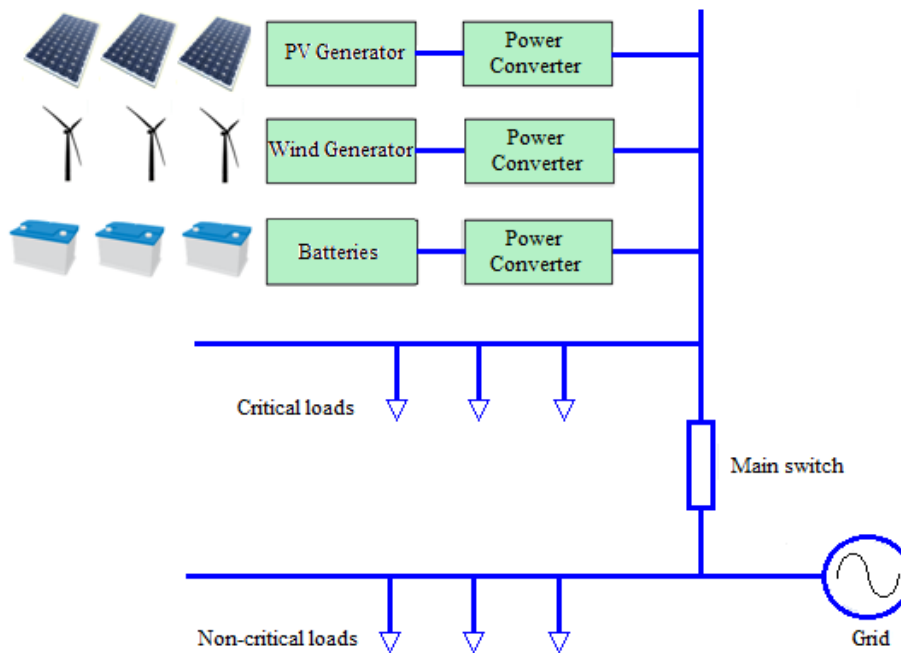 PV Generator
Power
Converter
Wind Generator
Power
Converter
Batteries
Power
Converter
Critical loads
Main switch
Non-critical loads
Grid